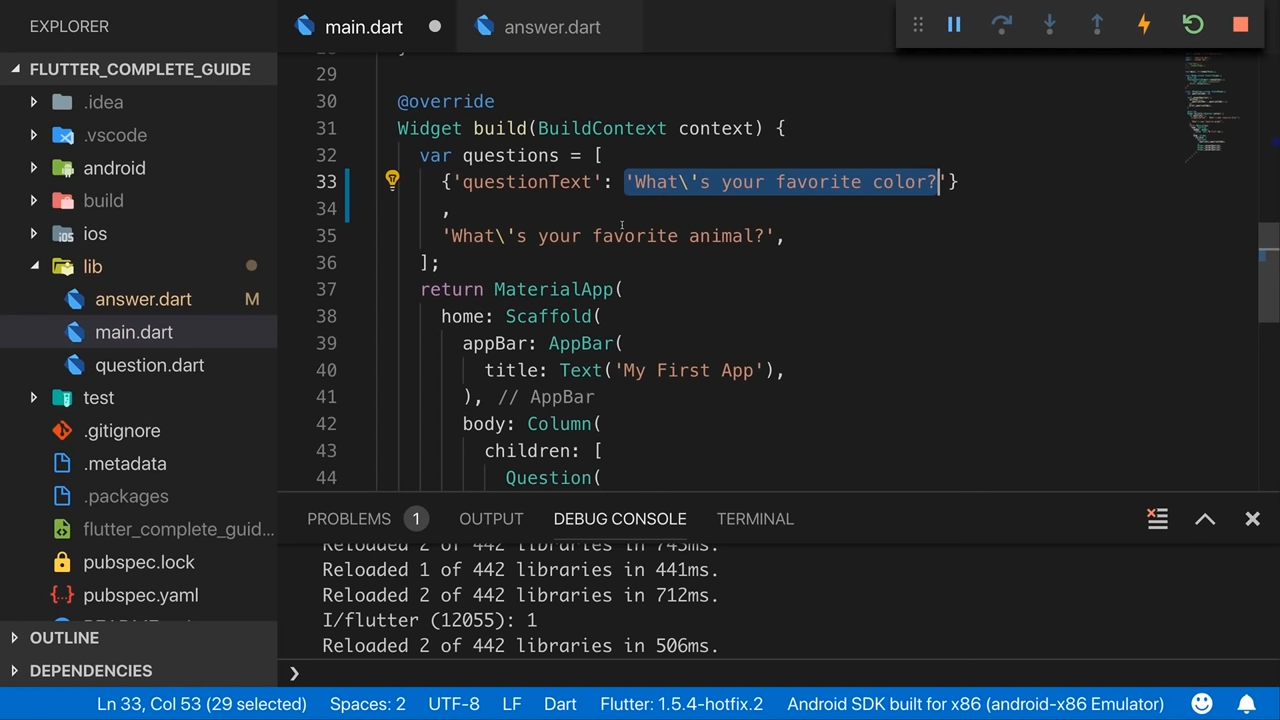 EXPLORER
main.dart
answer.dart
FLUTTER_COMPLETE_GUIDE
.idea
.vscode
android
build
ios
lib
answer.dart M
main.dart
question.dart
test
.gitignore
.metadata
.packages
flutter_complete_guid...
pubspec.lock
pubspec.yaml
OUTLINE
DEPENDENCIES
29
30 @override
31 Widget build(BuildContext context) {
32 var questions = [
33 {'questionText': 'What\'s your favorite color?'}
34 ,
35 'What\'s your favorite animal?',
36 ];
37 return MaterialApp(
38 home: Scaffold(
39 appBar: AppBar(
40 title: Text('My First App'),
41 ), // AppBar
42 body: Column(
43 children: [
44 Question(
PROBLEMS 1 OUTPUT DEBUG CONSOLE TERMINAL
Reloaded 2 of 442 libraries in 743ms.
Reloaded 1 of 442 libraries in 441ms.
Reloaded 2 of 442 libraries in 712ms.
I/flutter (12055): 1
Reloaded 2 of 442 libraries in 506ms.
Ln 33, Col 53 (29 selected) Spaces: 2 UTF-8 LF Dart Flutter: 1.5.4-hotfix.2 Android SDK built for x86 (android-x86 Emulator)